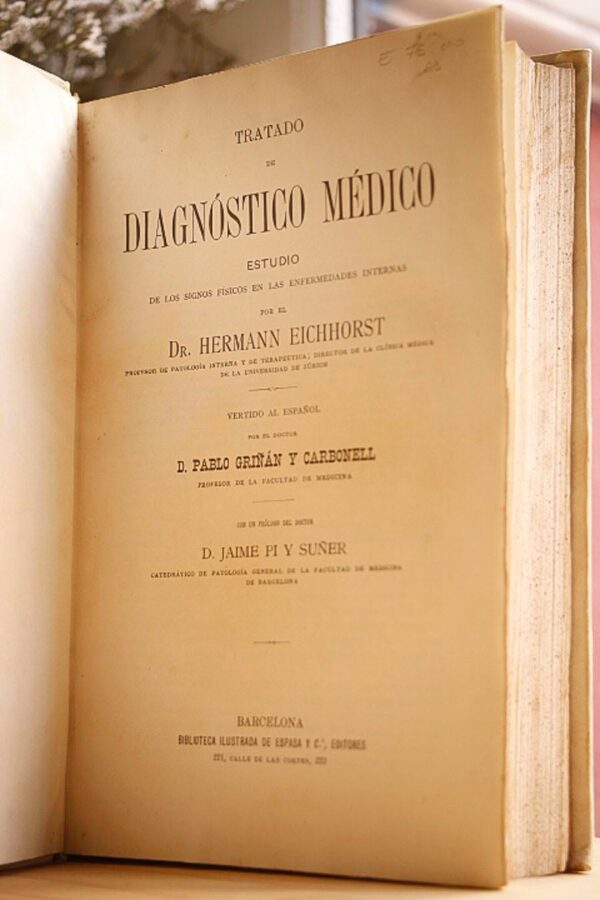 TRATADO
DE
DIAGNÓSTICO MÉDICO
ESTUDIO
DE LOS SIGNOS FÍSICOS EN LAS ENFERMEDADES INTERNAS
POR EL
DR. HERMANN EICHHORST
PROFESOR DE PATOLOGÍA INTERNA Y DE TERAPEUTICA; DIRECTOR DE LA CLÍNICA MÉDICA
DE LA UNIVERSIDAD DE ZÜRICH
VERTIDO AL ESPAÑOL
POR EL DOCTOR
D. PABLO GRIÑÁN Y CARBONELL
PROFESOR DE LA FACULTAD DE MEDICINA
CON UN PRÓLOGO DEL DOCTOR
D. JAIME PI Y SUÑER
CATEDRÁTICO DE PATOLOGÍA GENERAL DE LA FACULTAD DE MEDICINA
DE BARCELONA
BARCELONA
BIBLIOTECA ILUSTRADA DE ESPASA Y C.ª, EDITORES
CALLE DE LAS CORTES,